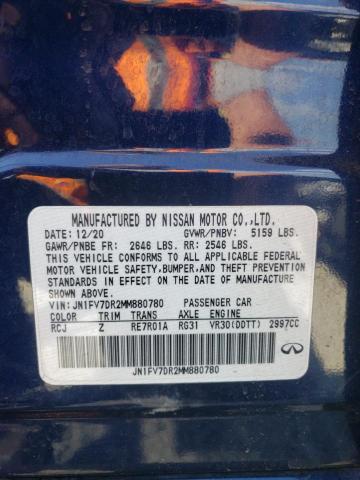 MANUFACTURED BY NISSAN MOTOR CO.,LTD.
DATE: 12/20 GVWR/PNBV: 5159 LBS.
GAWR/PNBE FR: 2646 LBS. RR: 2546 LBS.
THIS VEHICLE CONFORMS TO ALL APPLICABLE FEDERAL
MOTOR VEHICLE SAFETY,BUMPER,AND THEFT PREVENTION
STANDARDS IN EFFECT ON THE DATE OF MANUFACTURE
SHOWN ABOVE.
VIN: JN1FV7DR2MM880780 PASSENGER CAR
COLOR TRIM TRANS AXLE ENGINE
RCJ Z RE7R01A RG31 VR30(DDTT) 2997CC
JN1FV7DR2MM880780